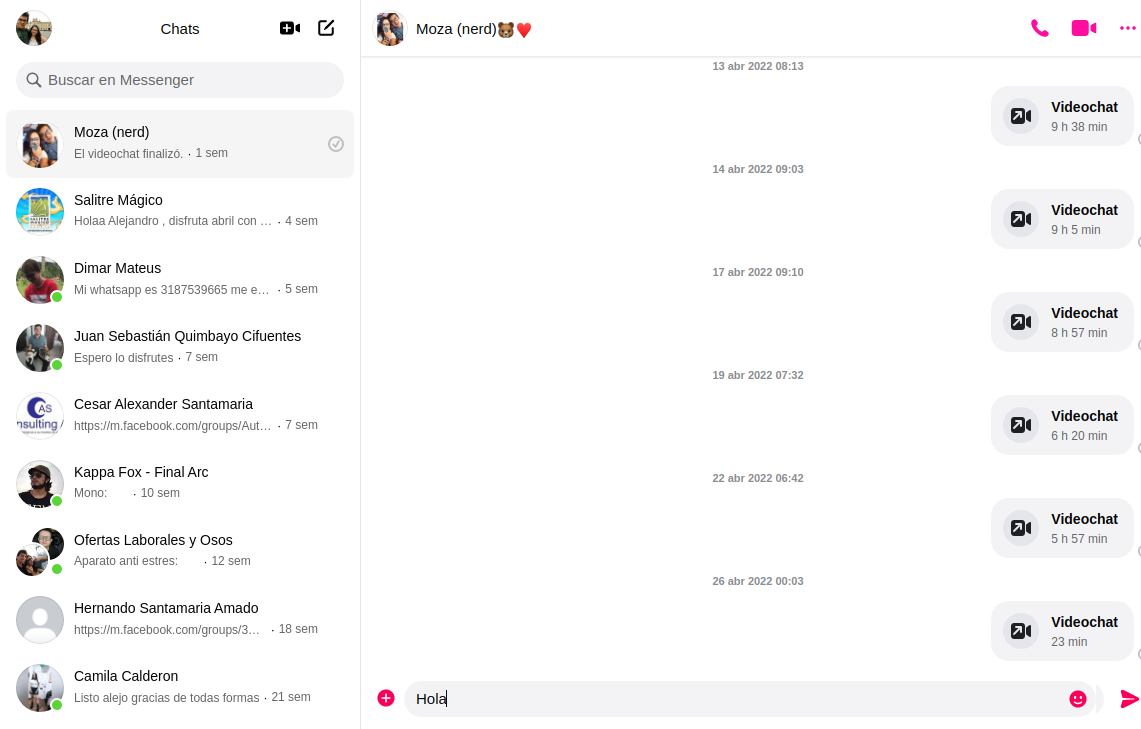 Chats
Buscar en Messenger
Moza (nerd)
El videochat finalizó. · 1 sem
Salitre Mágico
Holaa Alejandro , disfruta abril con … · 4 sem
Dimar Mateus
Mi whatsapp es 3187539665 me e… · 5 sem
Juan Sebastián Quimbayo Cifuentes
Espero lo disfrutes · 7 sem
Cesar Alexander Santamaria
https://m.facebook.com/groups/Aut… · 7 sem
Kappa Fox - Final Arc
Mono: · 10 sem
Ofertas Laborales y Osos
Aparato anti estres: · 12 sem
Hernando Santamaria Amado
https://m.facebook.com/groups/3… · 18 sem
Camila Calderon
Listo alejo gracias de todas formas · 21 sem
Moza (nerd)🐻❤️
13 abr 2022 08:13
Videochat
9 h 38 min
14 abr 2022 09:03
Videochat
9 h 5 min
17 abr 2022 09:10
Videochat
8 h 57 min
19 abr 2022 07:32
Videochat
6 h 20 min
22 abr 2022 06:42
Videochat
5 h 57 min
26 abr 2022 00:03
Videochat
23 min
Hola